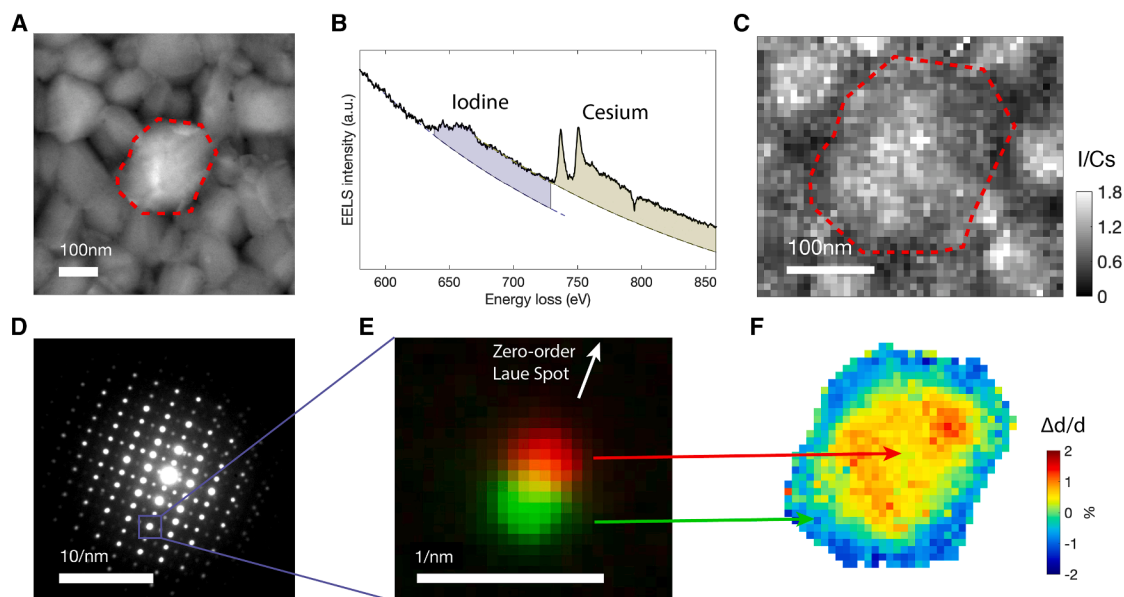 A
100nm
B
EELS intensity (a.u.)
Iodine
Cesium
600
650
700
750
800
850
Energy loss (eV)
C
100nm
I/Cs
1.8
1.2
0.6
0
D
10/nm
E
Zero-order
Laue Spot
1/nm
F
Δd/d
2
1
0
-1
-2
%